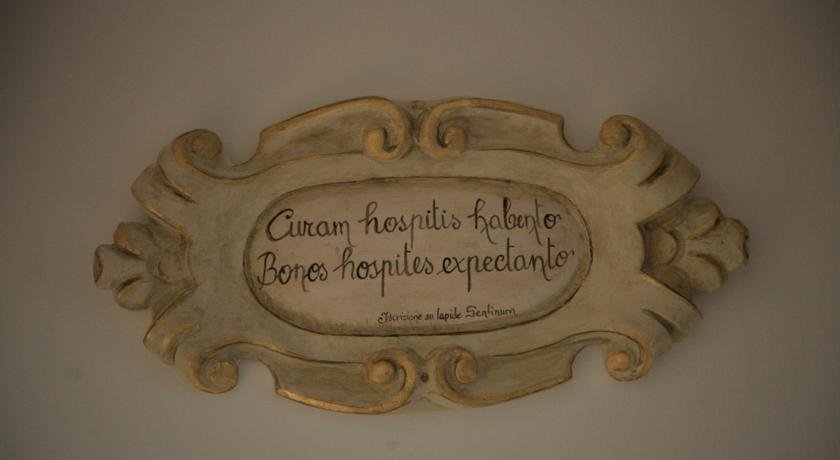 Curam hospitis habento
Bonos hospites expectanto
Iscrizione su lapide Sentinum